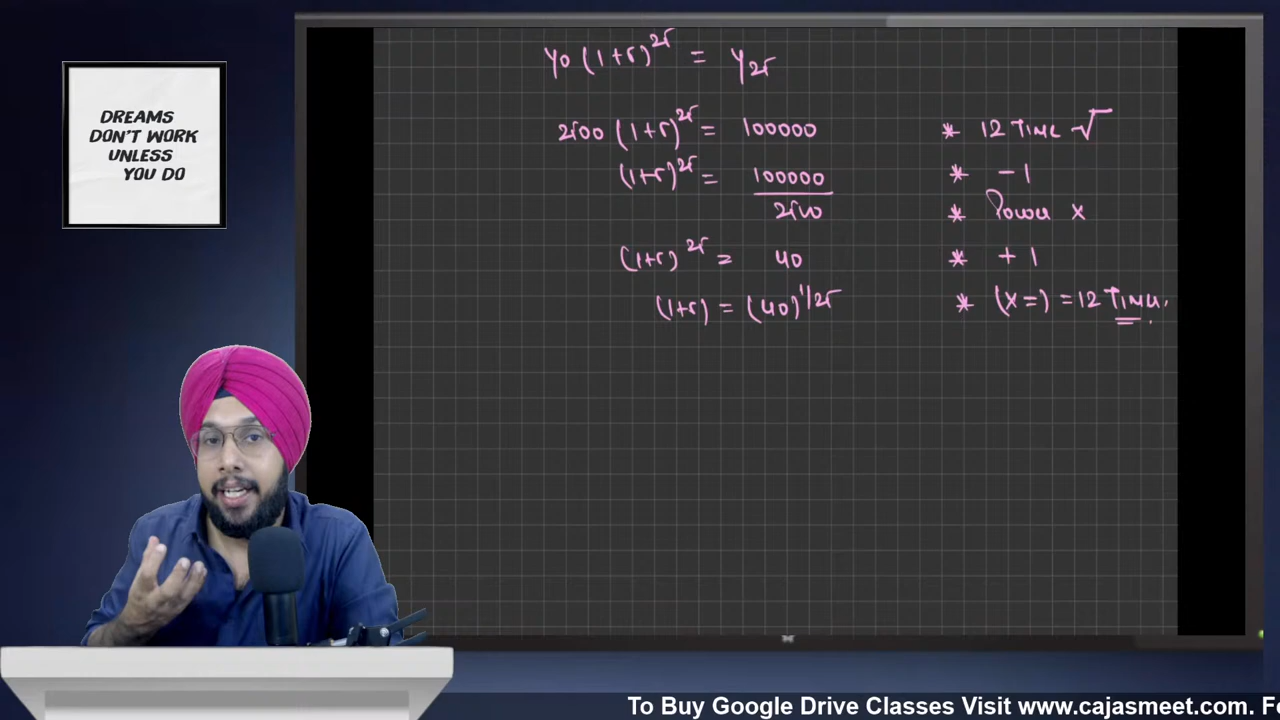 DREAMS
DON'T WORK
UNLESS
YOU DO
Y0 (1+r)^25 = Y25
2500 (1+r)^25 = 100000
(1+r)^25 = 100000
2500
(1+r)^25 = 40
(1+r) = (40)^1/25
* 12 TIME √
* -1
* Power x
* +1
* (x=) = 12 TIME.
To Buy Google Drive Classes Visit www.cajasmeet.com. Fo